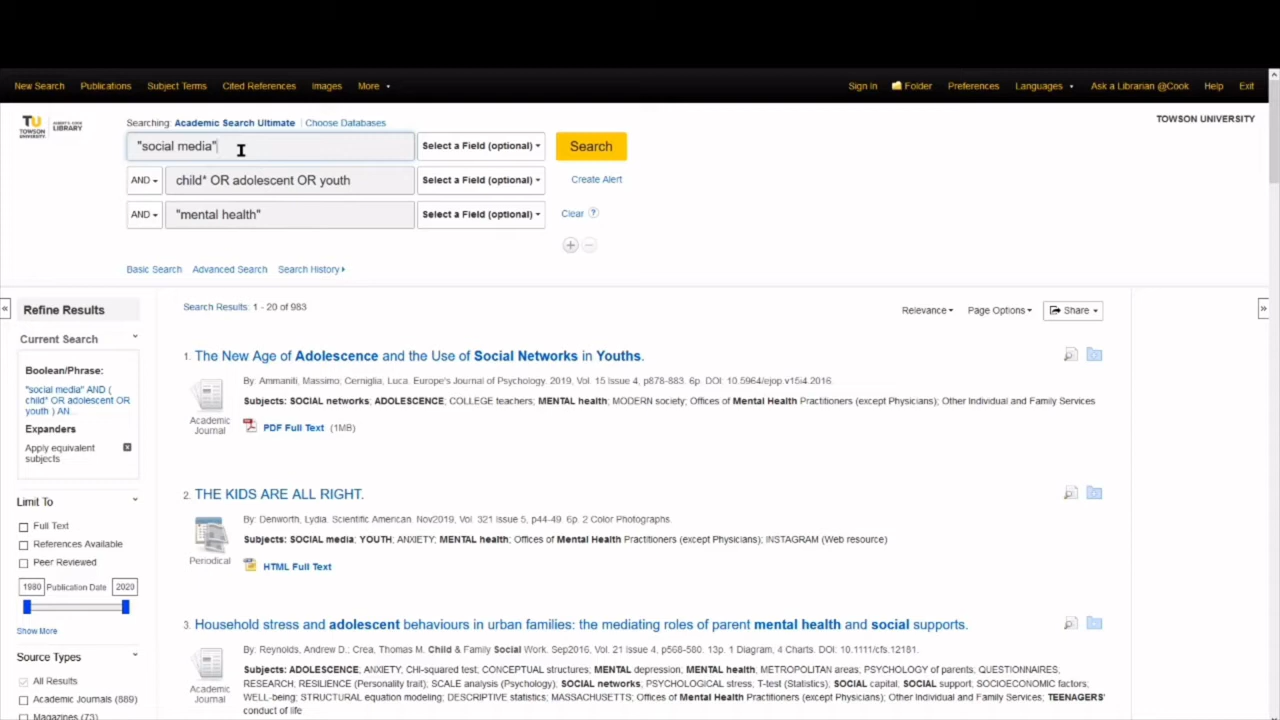 New Search Publications Subject Terms Cited References Images More Sign In Folder Preferences Languages Ask a Librarian @Cook Help Exit
TU TOWSON UNIVERSITY. LIBRARY
Searching: Academic Search Ultimate Choose Databases
TOWSON UNIVERSITY
"social media" Select a Field (optional) Search
AND child* OR adolescent OR youth Select a Field (optional) Create Alert
AND "mental health" Select a Field (optional) Clear ?
Basic Search Advanced Search Search History
Refine Results
Current Search
Boolean/Phrase:
"social media" AND (
child* OR adolescent OR
youth ) AN...
Expanders
Apply equivalent
subjects
Limit To
Full Text
References Available
Peer Reviewed
1980 Publication Date 2020
Show More
Source Types
All Results
Academic Journals (889)
Magazines (73)
Search Results: 1 - 20 of 983
Relevance Page Options Share
1. The New Age of Adolescence and the Use of Social Networks in Youths.
By: Ammaniti, Massimo; Cerniglia, Luca. Europe's Journal of Psychology. 2019, Vol. 15 Issue 4, p878-883. 6p. DOI: 10.5964/ejop.v15i4.2016.
Subjects: SOCIAL networks; ADOLESCENCE; COLLEGE teachers; MENTAL health; MODERN society; Offices of Mental Health Practitioners (except Physicians); Other Individual and Family Services
Academic
Journal
PDF Full Text (1MB)
2. THE KIDS ARE ALL RIGHT.
By: Denworth, Lydia. Scientific American. Nov2019, Vol. 321 Issue 5, p44-49. 6p. 2 Color Photographs.
Subjects: SOCIAL media; YOUTH; ANXIETY; MENTAL health; Offices of Mental Health Practitioners (except Physicians); INSTAGRAM (Web resource)
Periodical
HTML Full Text
3. Household stress and adolescent behaviours in urban families: the mediating roles of parent mental health and social supports.
By: Reynolds, Andrew D.; Crea, Thomas M. Child & Family Social Work. Sep2016, Vol. 21 Issue 4, p568-580. 13p. 1 Diagram, 4 Charts. DOI: 10.1111/cfs.12181.
Subjects: ADOLESCENCE; ANXIETY; CHI-squared test; CONCEPTUAL structures; MENTAL depression; MENTAL health; METROPOLITAN areas; PSYCHOLOGY of parents; QUESTIONNAIRES;
RESEARCH; RESILIENCE (Personality trait); SCALE analysis (Psychology); SOCIAL networks; PSYCHOLOGICAL stress; T-test (Statistics); SOCIAL capital; SOCIAL support; SOCIOECONOMIC factors;
WELL-being; STRUCTURAL equation modeling; DESCRIPTIVE statistics; MASSACHUSETTS; Offices of Mental Health Practitioners (except Physicians); Other Individual and Family Services; TEENAGERS'
conduct of life
Academic
Journal